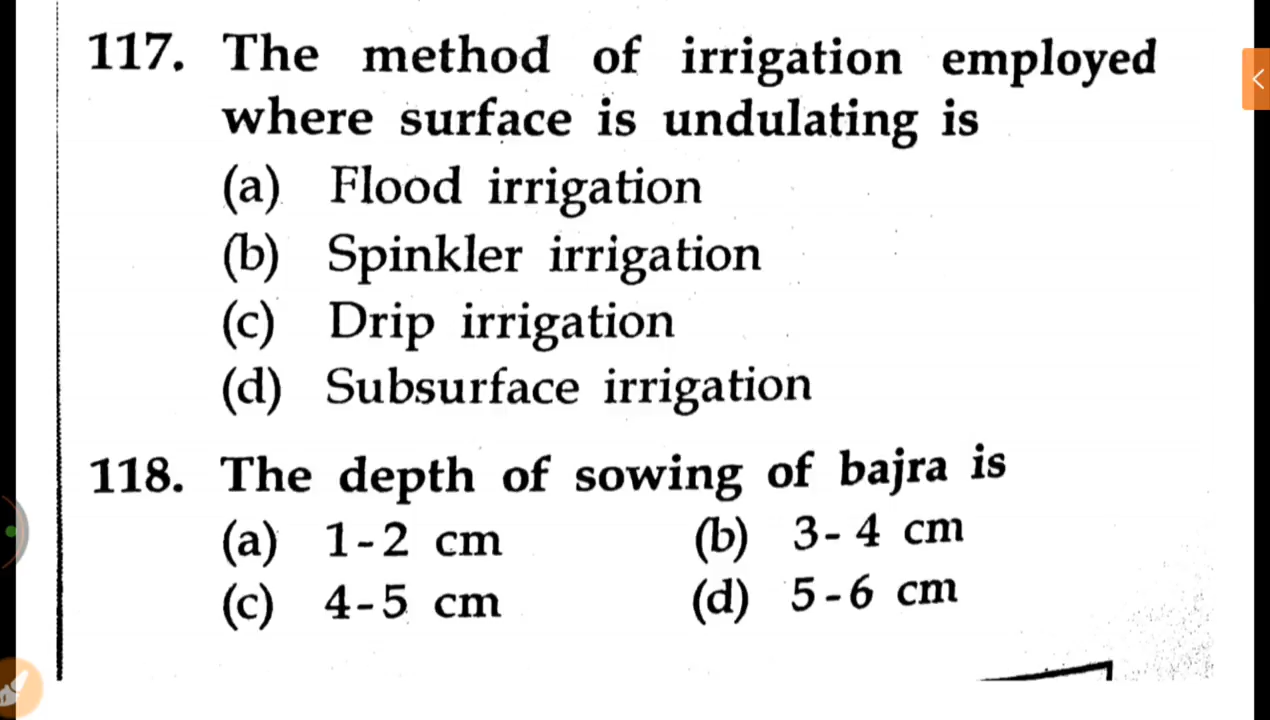 117. The method of irrigation employed
where surface is undulating is
(a) Flood irrigation
(b) Spinkler irrigation
(c) Drip irrigation
(d) Subsurface irrigation
118. The depth of sowing of bajra is
(a) 1-2 cm (b) 3-4 cm
(c) 4-5 cm (d) 5-6 cm